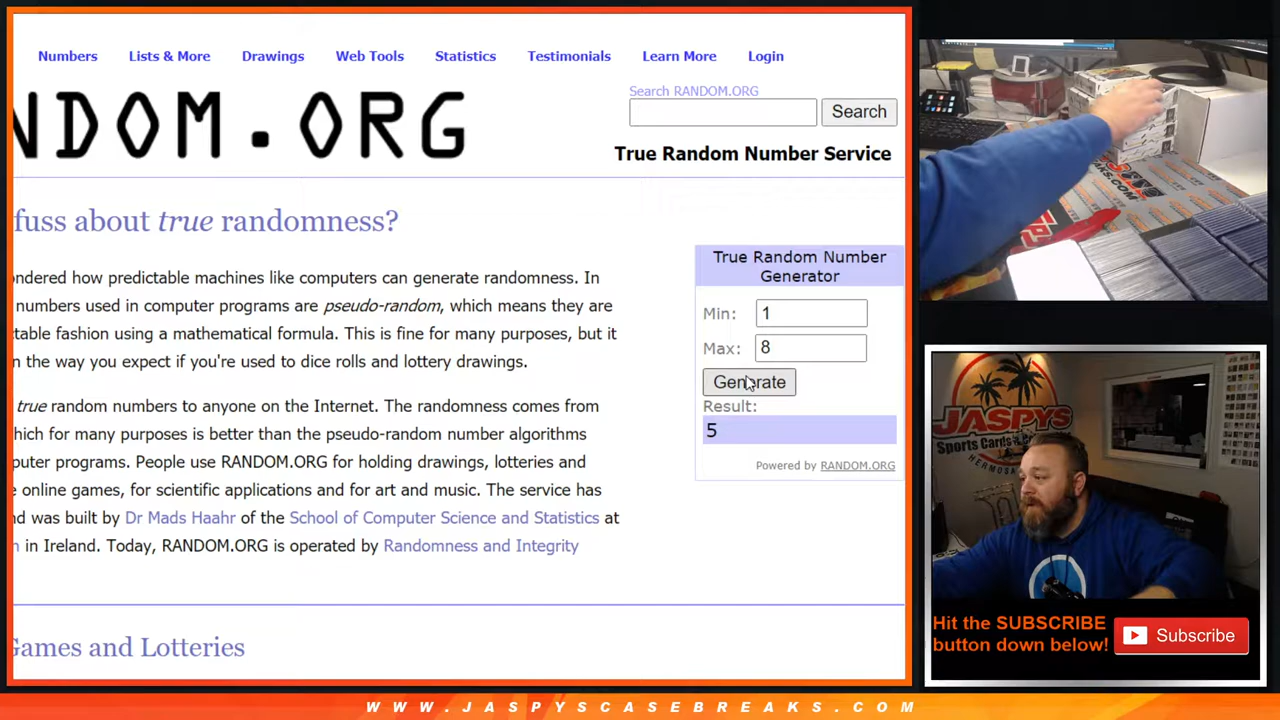 Numbers Lists & More Drawings Web Tools Statistics Testimonials Learn More Login
Search RANDOM.ORG
NDOM.ORG
Search
True Random Number Service
fuss about true randomness?
ondered how predictable machines like computers can generate randomness. In
numbers used in computer programs are pseudo-random, which means they are
table fashion using a mathematical formula. This is fine for many purposes, but it
n the way you expect if you're used to dice rolls and lottery drawings.
true random numbers to anyone on the Internet. The randomness comes from
hich for many purposes is better than the pseudo-random number algorithms
puter programs. People use RANDOM.ORG for holding drawings, lotteries and
e online games, for scientific applications and for art and music. The service has
nd was built by Dr Mads Haahr of the School of Computer Science and Statistics at
n in Ireland. Today, RANDOM.ORG is operated by Randomness and Integrity
Games and Lotteries
True Random Number
Generator
Min: 1
Max: 8
Generate
Result:
5
Powered by RANDOM.ORG
JASPYS
Sports Cards
HERMOSA
Hit the SUBSCRIBE
button down below!
Subscribe
WWW.JASPYSCASEBREAKS.COM